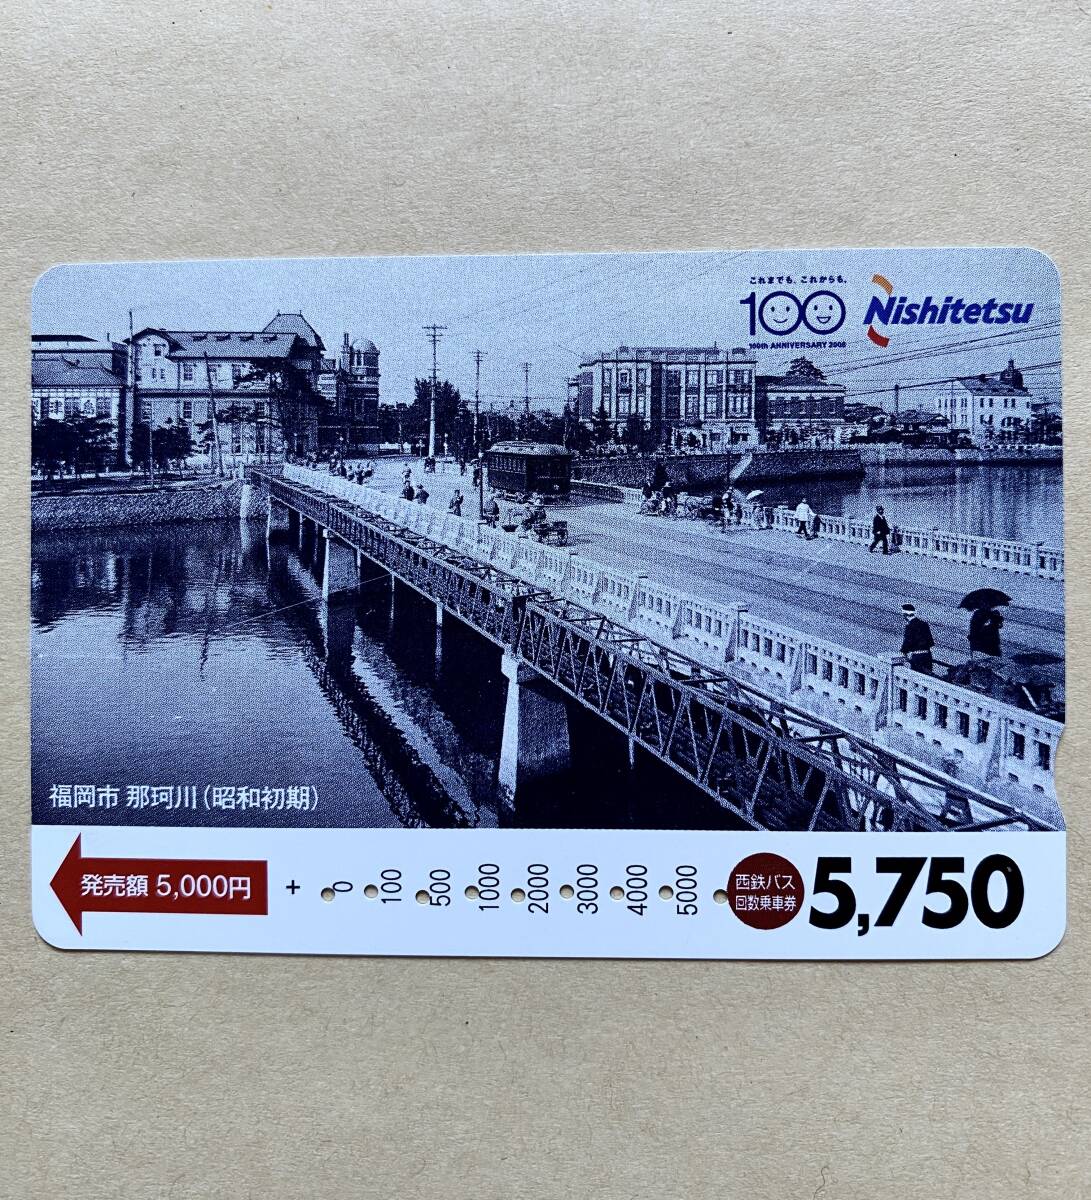 これまでも、これからも。
100
100th ANNIVERSARY 2008
Nishitetsu
福岡市 那珂川（昭和初期）
発売額 5,000円
+ 0 100 500 1000 2000 3000 4000 5000
西鉄バス
回数乗車券
5,750